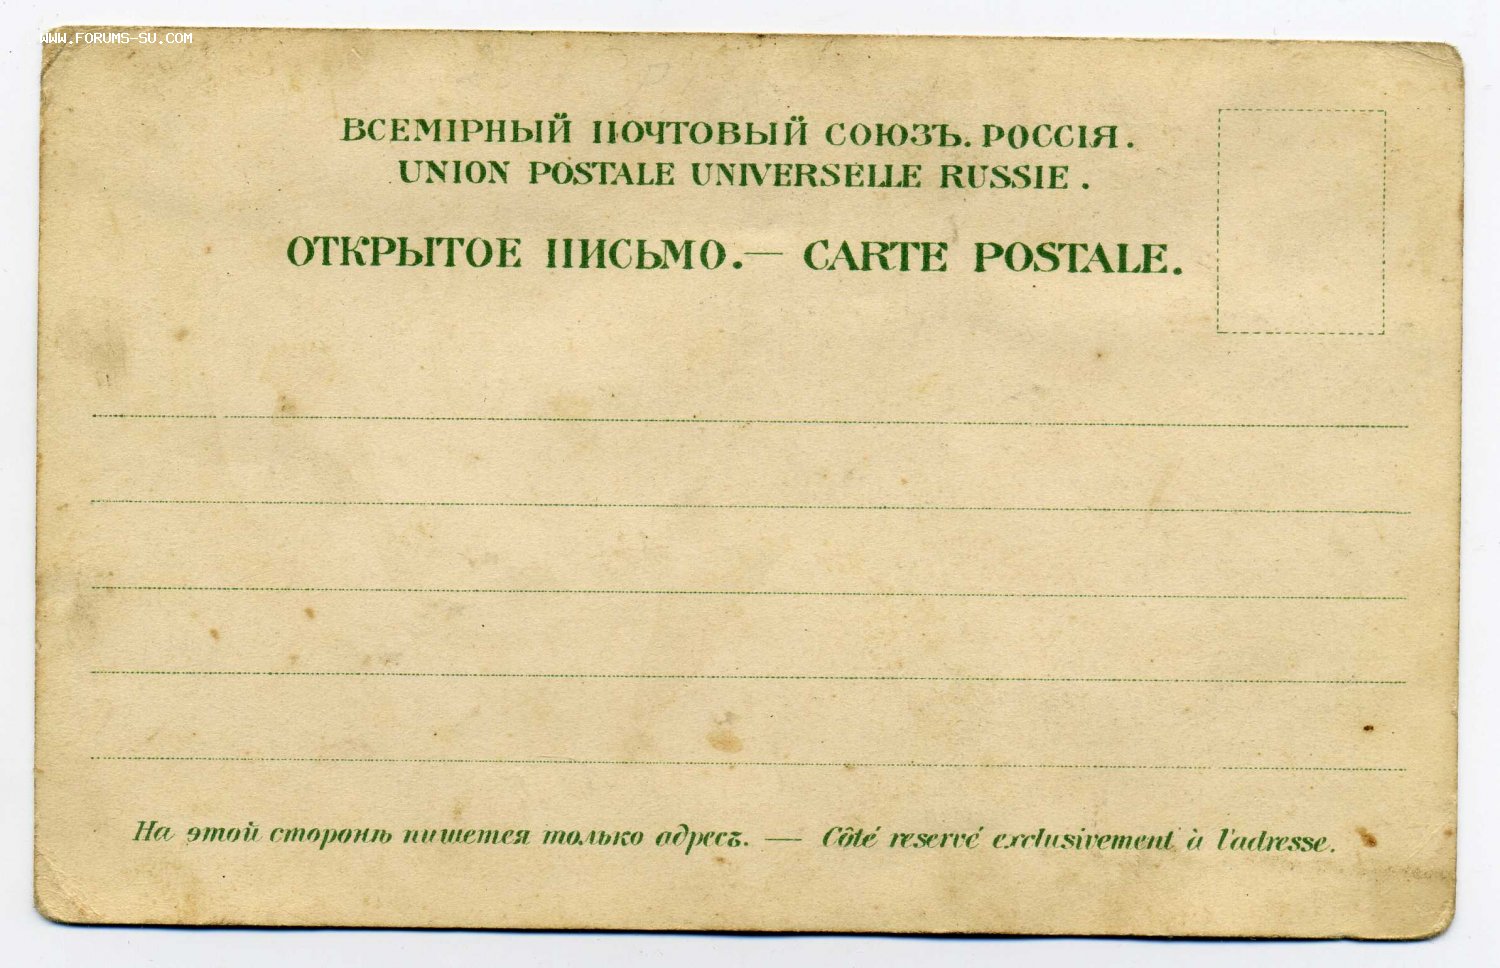 WWW.FORUMS-SU.COM
ВСЕМІРНЫЙ ПОЧТОВЫЙ СОЮЗЪ. РОССІЯ.
UNION POSTALE UNIVERSELLE RUSSIE.
ОТКРЫТОЕ ПИСЬМО.— CARTE POSTALE.
На этой сторонѣ пишется только адресъ. — Côté reservé exclusivement à l'adresse.